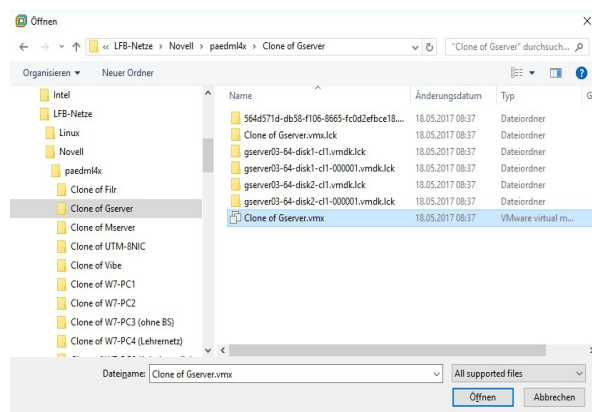 Öffnen
« LFB-Netze › Novell › paedml4x › Clone of Gserver
"Clone of Gserver" durchsuch...
Organisieren Neuer Ordner
Name Änderungsdatum Typ G
Intel
LFB-Netze
Linux
Novell
paedml4x
Clone of Filr
Clone of Gserver
Clone of Mserver
Clone of UTM-8NIC
Clone of Vibe
Clone of W7-PC1
Clone of W7-PC2
Clone of W7-PC3 (ohne BS)
Clone of W7-PC4 (Lehrernetz)
564d571d-db58-f106-8665-fc0d2efbce18.... 18.05.2017 08:37 Dateiordner
Clone of Gserver.vmx.lck 18.05.2017 08:37 Dateiordner
gserver03-64-disk1-cl1.vmdk.lck 18.05.2017 08:37 Dateiordner
gserver03-64-disk1-cl1-000001.vmdk.lck 18.05.2017 08:37 Dateiordner
gserver03-64-disk2-cl1.vmdk.lck 18.05.2017 08:37 Dateiordner
gserver03-64-disk2-cl1-000001.vmdk.lck 18.05.2017 08:37 Dateiordner
Clone of Gserver.vmx 18.05.2017 08:37 VMware virtual m...
Dateiname: Clone of Gserver.vmx All supported files
Öffnen Abbrechen